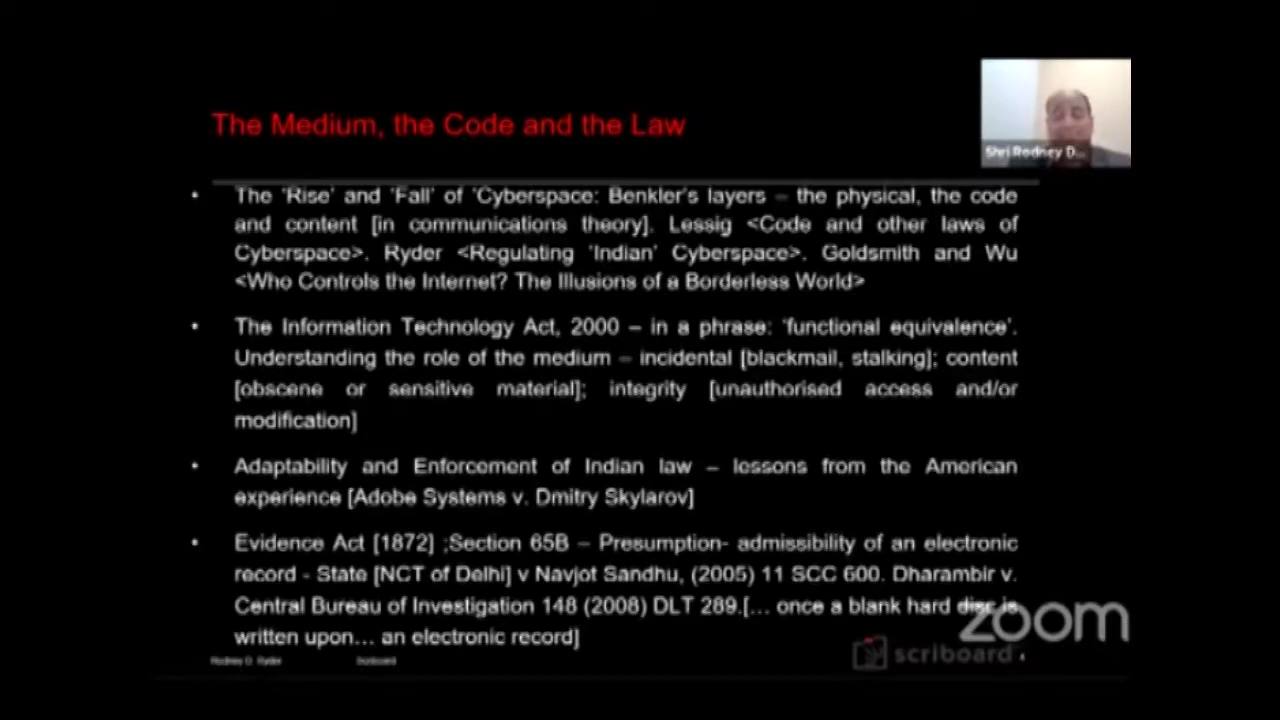 The Medium, the Code and the Law
Shri Rodney D...
• The 'Rise' and 'Fall' of 'Cyberspace: Benkler's layers – the physical, the code
and content [in communications theory]. Lessig <Code and other laws of
Cyberspace>. Ryder <Regulating 'Indian' Cyberspace>. Goldsmith and Wu
<Who Controls the Internet? The Illusions of a Borderless World>
• The Information Technology Act, 2000 – in a phrase: 'functional equivalence'.
Understanding the role of the medium – incidental [blackmail, stalking]; content
[obscene or sensitive material]; integrity [unauthorised access and/or
modification]
• Adaptability and Enforcement of Indian law – lessons from the American
experience [Adobe Systems v. Dmitry Skylarov]
• Evidence Act [1872] ;Section 65B – Presumption- admissibility of an electronic
record - State [NCT of Delhi] v Navjot Sandhu, (2005) 11 SCC 600. Dharambir v.
Central Bureau of Investigation 148 (2008) DLT 289.[... once a blank hard disc is
written upon... an electronic record]
zoom
Rodney D. Ryder Scriboard
scriboard 4